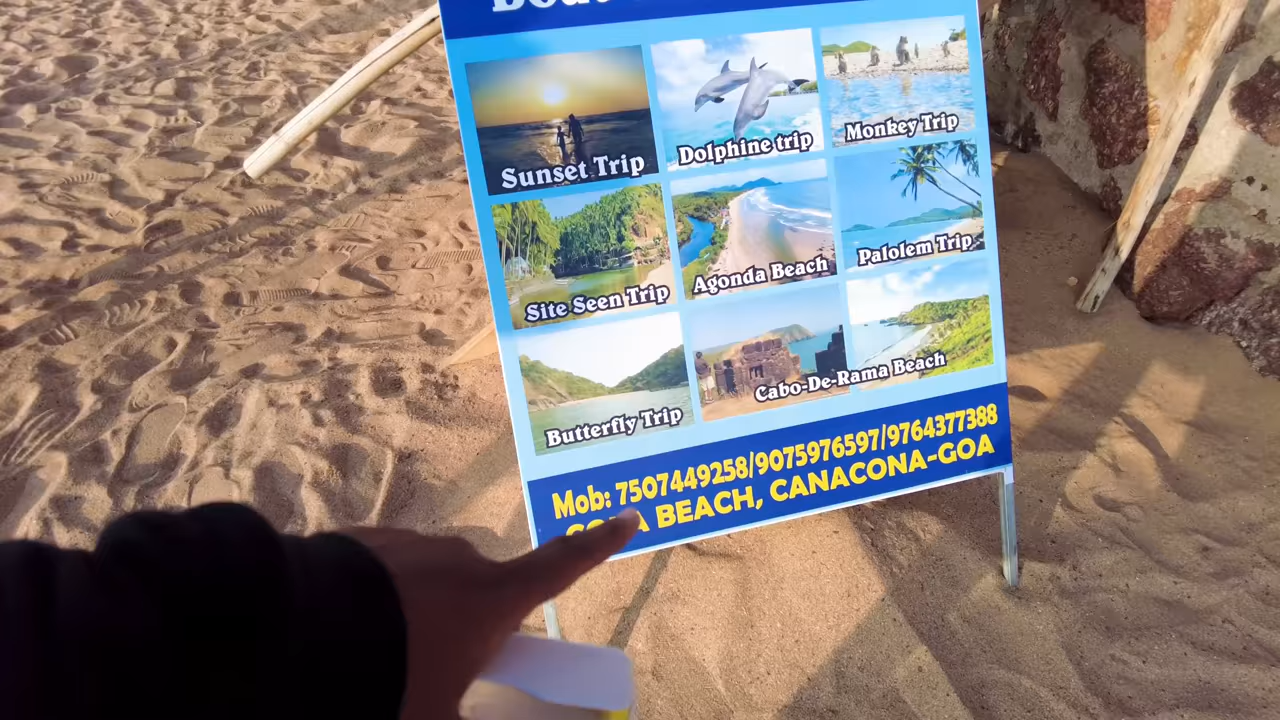 Sunset Trip
Dolphine trip
Monkey Trip
Site Seen Trip
Agonda Beach
Palolem Trip
Butterfly Trip
Cabo-De-Rama Beach
Mob: 7507449258/9075976597/9764377388
BEACH, CANACONA-GOA